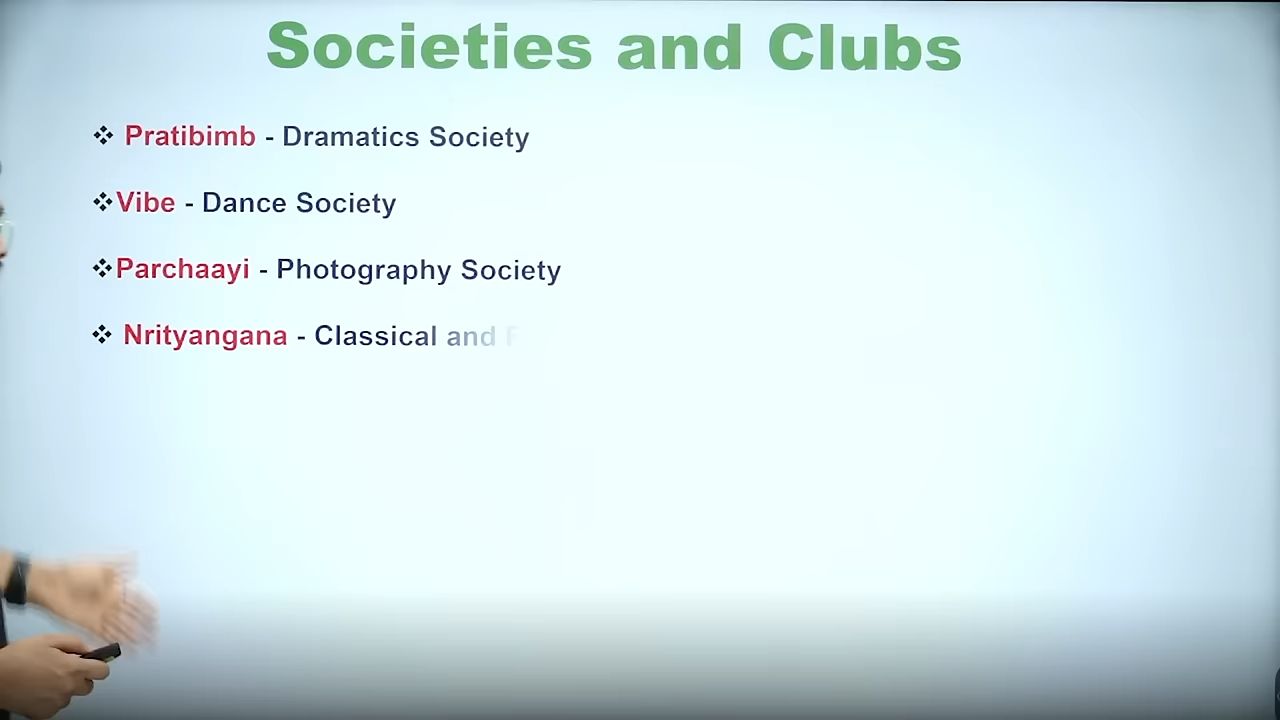 Societies and Clubs
❖ Pratibimb - Dramatics Society
❖ Vibe - Dance Society
❖ Parchaayi - Photography Society
❖ Nrityangana - Classical and